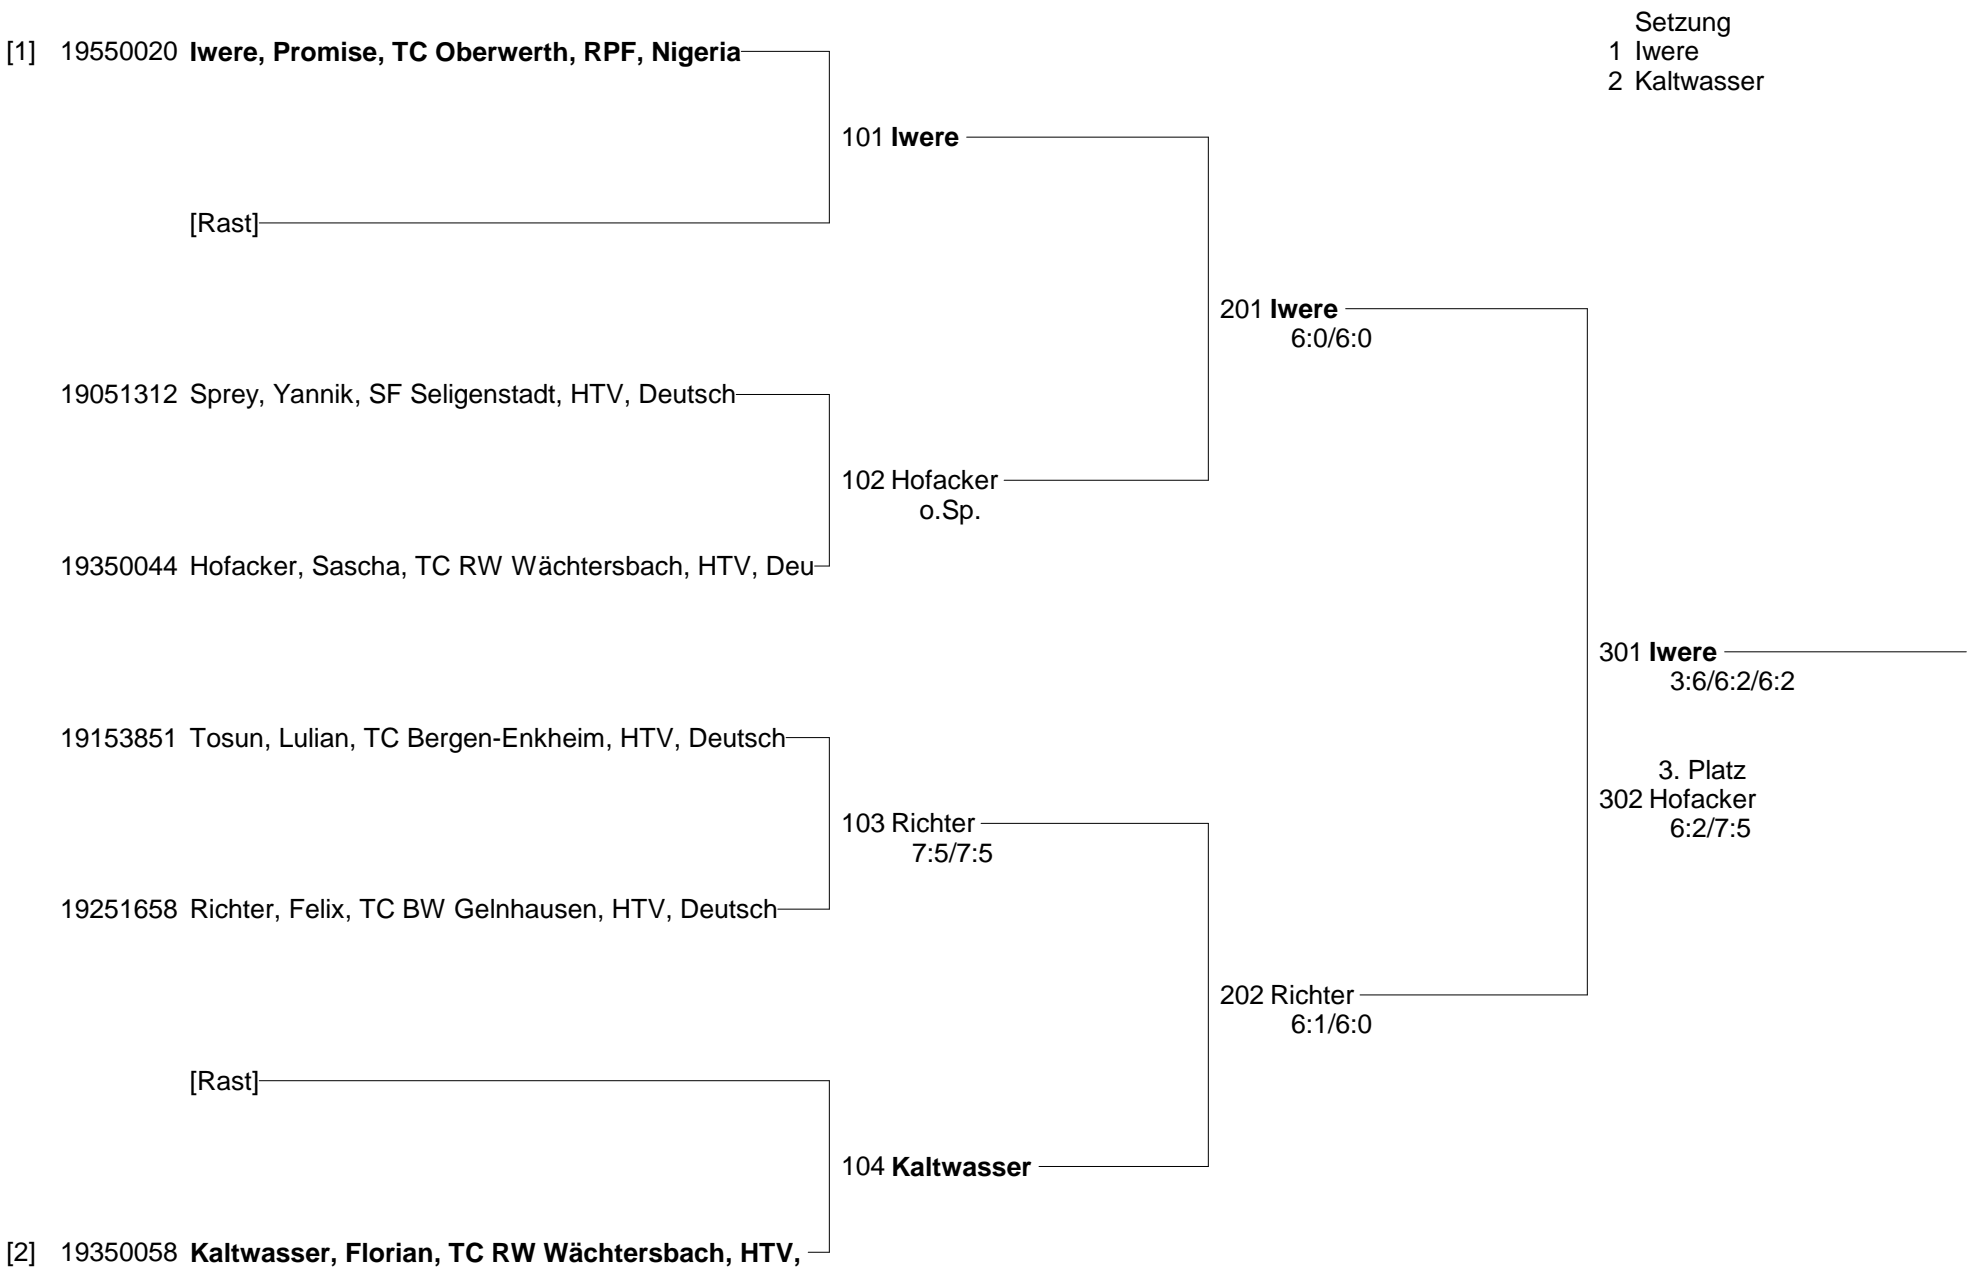 Setzung
1 Iwere
2 Kaltwasser
[1] 19550020 Iwere, Promise, TC Oberwerth, RPF, Nigeria
101 Iwere
[Rast]
201 Iwere
6:0/6:0
19051312 Sprey, Yannik, SF Seligenstadt, HTV, Deutsch
102 Hofacker
o.Sp.
19350044 Hofacker, Sascha, TC RW Wächtersbach, HTV, Deu
301 Iwere
3:6/6:2/6:2
19153851 Tosun, Lulian, TC Bergen-Enkheim, HTV, Deutsch
3. Platz
302 Hofacker
6:2/7:5
103 Richter
7:5/7:5
19251658 Richter, Felix, TC BW Gelnhausen, HTV, Deutsch
202 Richter
6:1/6:0
[Rast]
104 Kaltwasser
[2] 19350058 Kaltwasser, Florian, TC RW Wächtersbach, HTV,